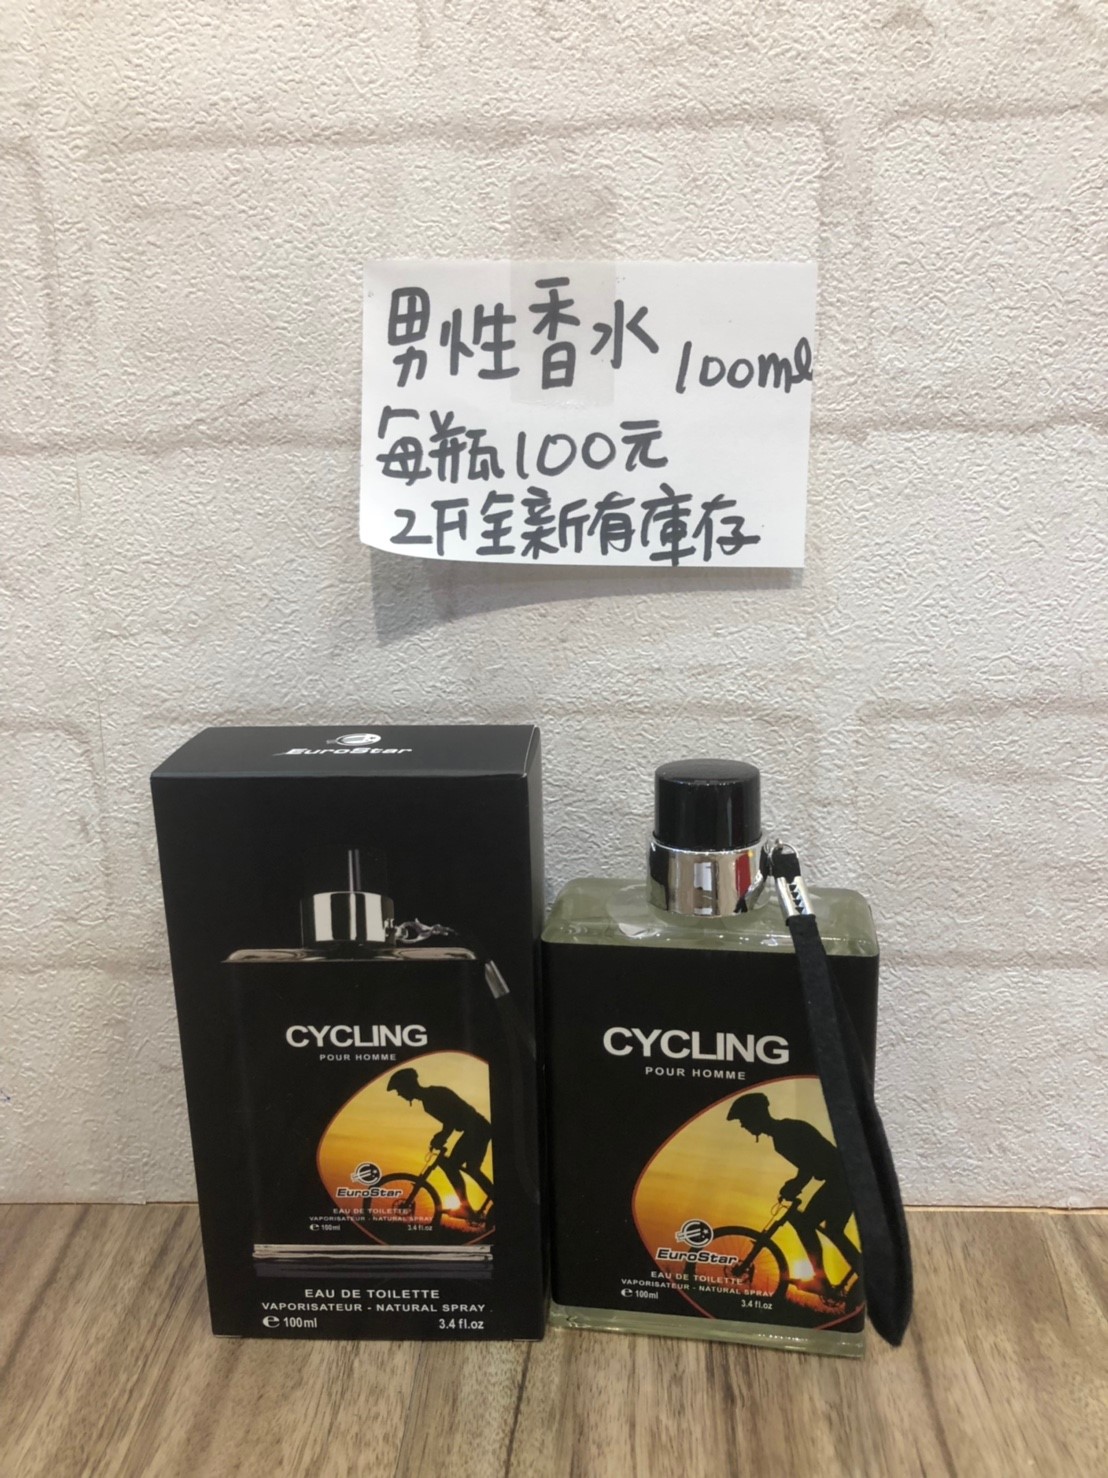 男性香水 100ml
每瓶100元
2F全新有庫存
EuroStar
CYCLING
POUR HOMME
EuroStar
EAU DE TOILETTE
VAPORISATEUR - NATURAL SPRAY
℮ 100ml 3.4 fl.oz
EAU DE TOILETTE
VAPORISATEUR - NATURAL SPRAY
℮ 100ml 3.4 fl.oz
CYCLING
POUR HOMME
EuroStar
EAU DE TOILETTE
VAPORISATEUR - NATURAL SPRAY
℮ 100ml 3.4 fl.oz